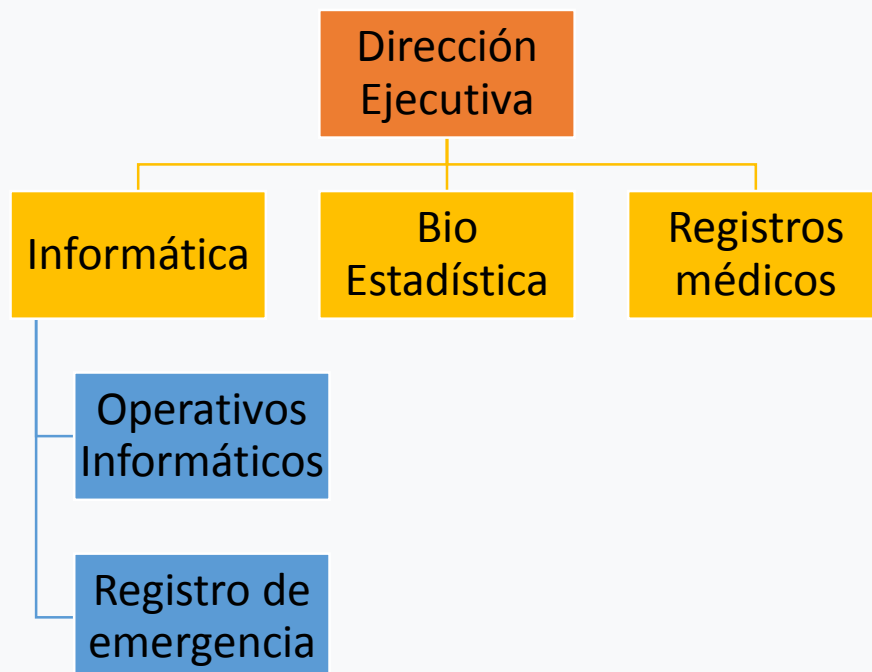 Dirección
Ejecutiva
Informática
Bio
Estadística
Registros
médicos
Operativos
Informáticos
Registro de
emergencia